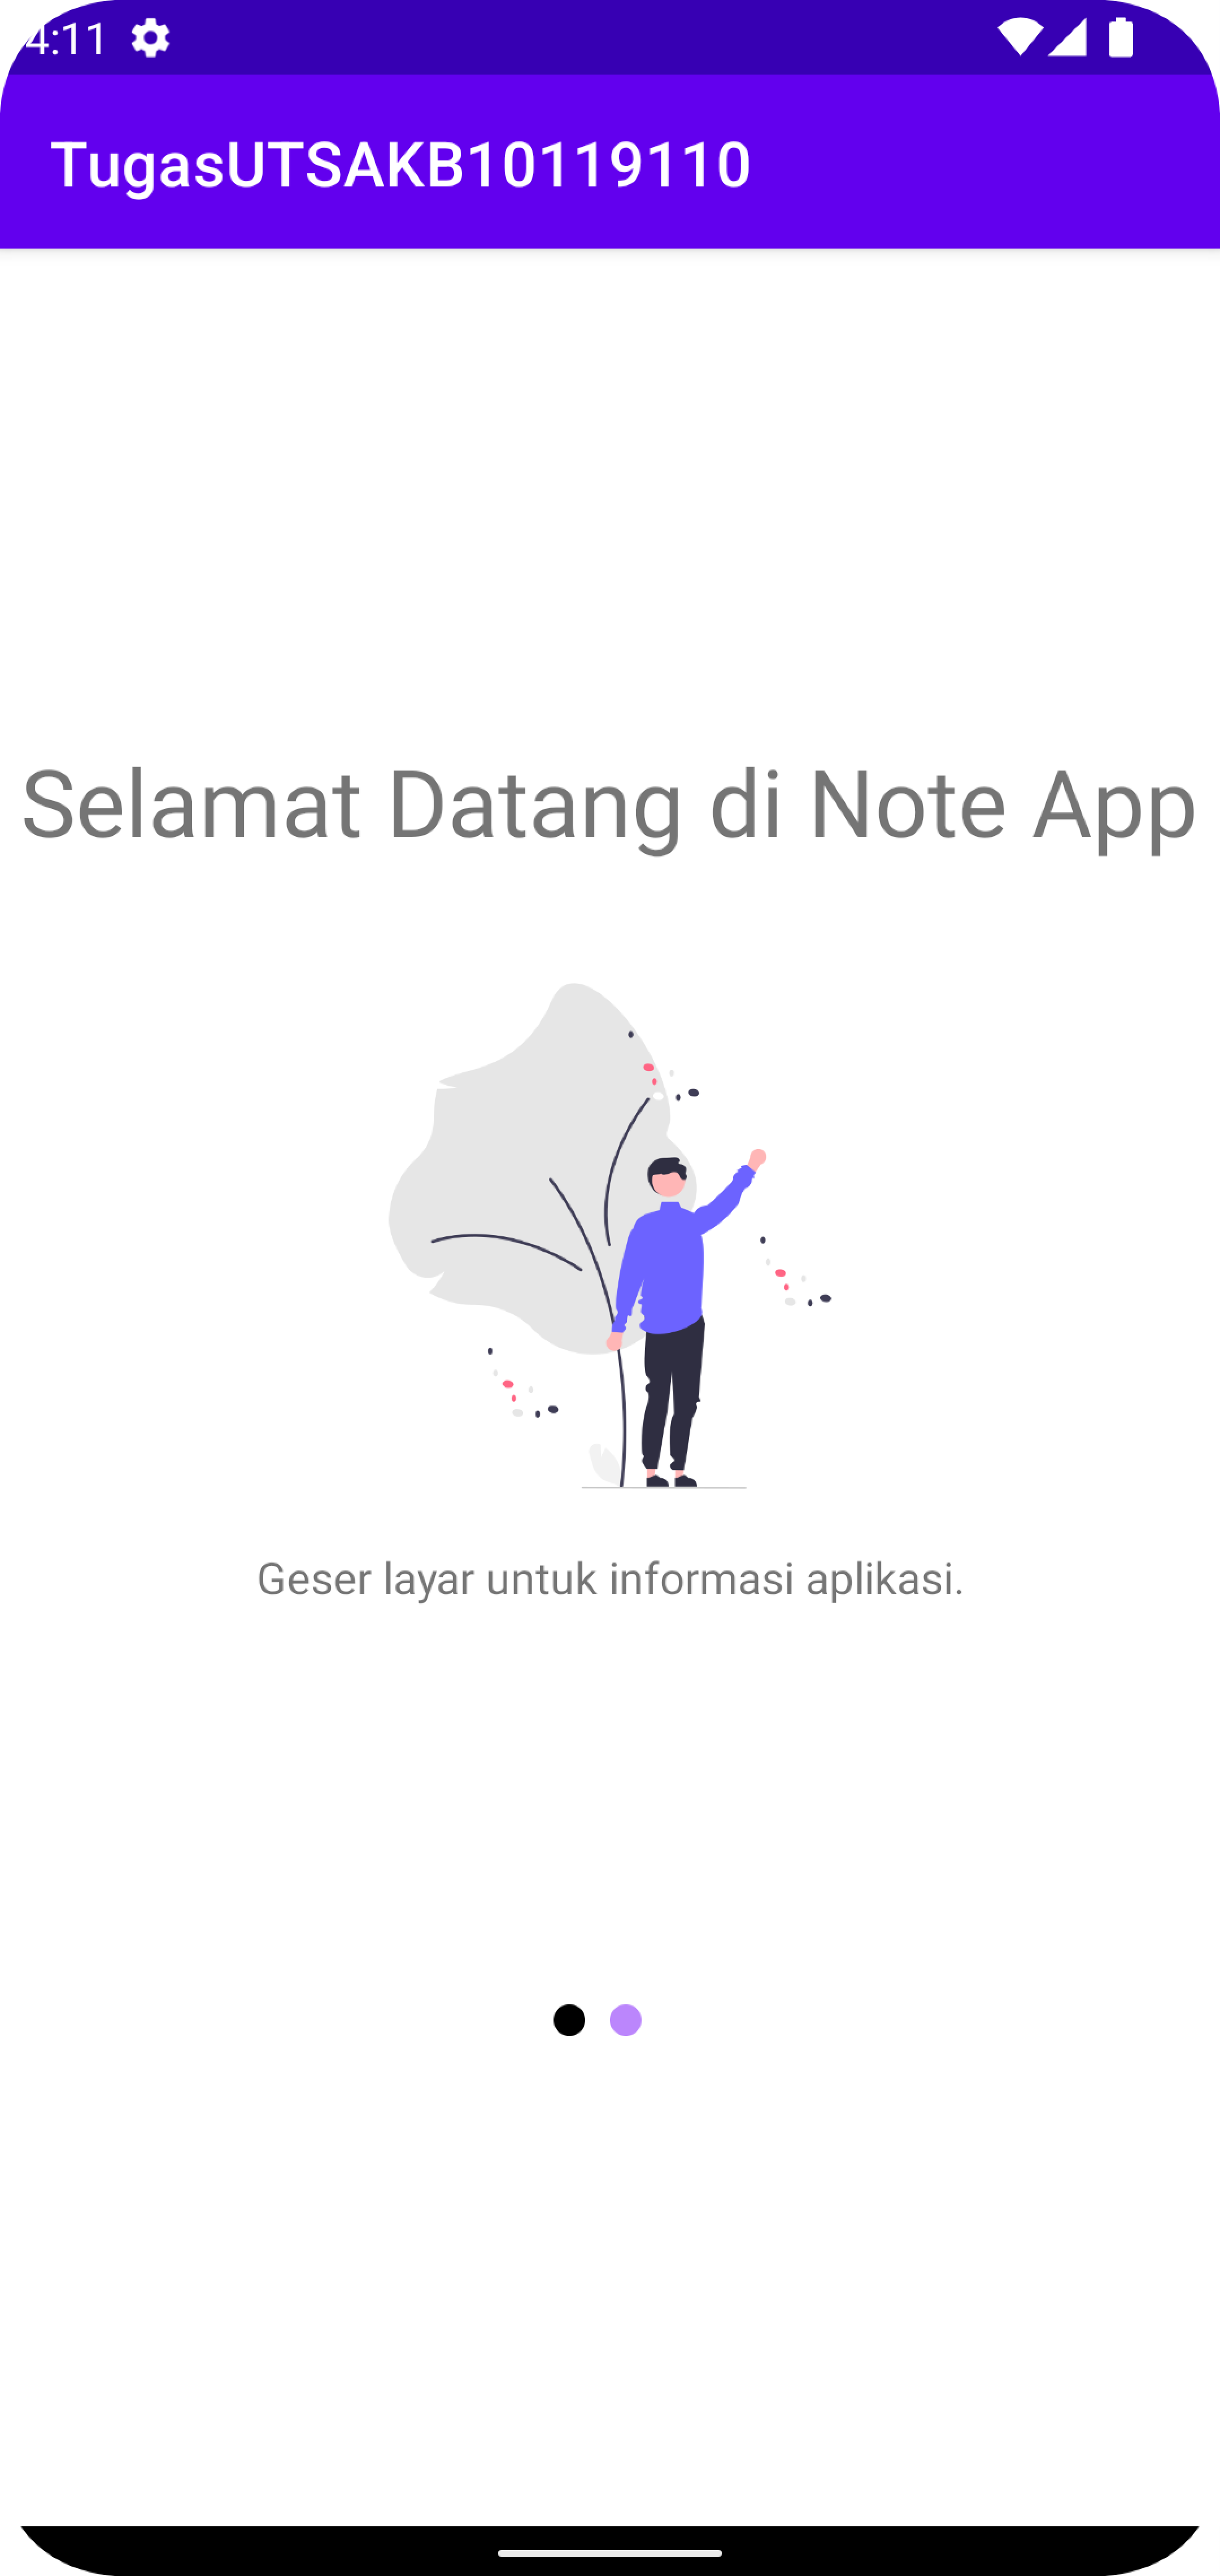 4:11
TugasUTSAKB10119110
Selamat Datang di Note App
Geser layar untuk informasi aplikasi.